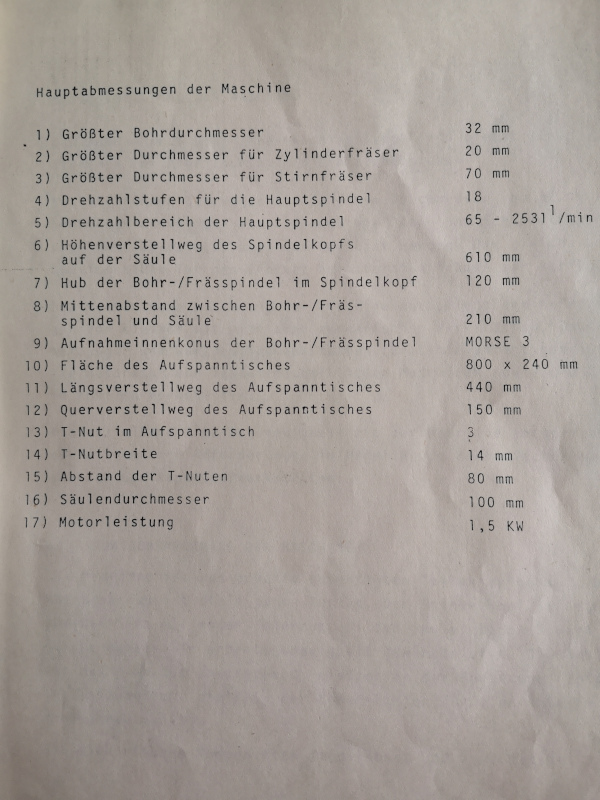 Hauptabmessungen der Maschine
1) Größter Bohrdurchmesser 32 mm
2) Größter Durchmesser für Zylinderfräser 20 mm
3) Größter Durchmesser für Stirnfräser 70 mm
4) Drehzahlstufen für die Hauptspindel 18
5) Drehzahlbereich der Hauptspindel 65 - 2531 1/min
6) Höhenverstellweg des Spindelkopfs
auf der Säule 610 mm
7) Hub der Bohr-/Frässpindel im Spindelkopf 120 mm
8) Mittenabstand zwischen Bohr-/Fräs-
spindel und Säule 210 mm
9) Aufnahmeinnenkonus der Bohr-/Frässpindel MORSE 3
10) Fläche des Aufspanntisches 800 x 240 mm
11) Längsverstellweg des Aufspanntisches 440 mm
12) Querverstellweg des Aufspanntisches 150 mm
13) T-Nut im Aufspanntisch 3
14) T-Nutbreite 14 mm
15) Abstand der T-Nuten 80 mm
16) Säulendurchmesser 100 mm
17) Motorleistung 1,5 KW